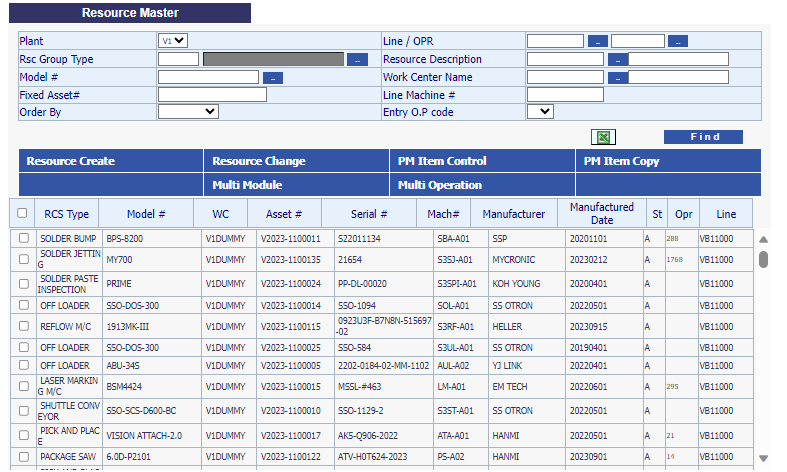 Resource Master
Plant V1 Line / OPR .. ..
Rsc Group Type .. Resource Description ..
Model # .. Work Center Name ..
Fixed Asset# Line Machine #
Order By Entry O.P code
Find
Resource Create Resource Change PM Item Control PM Item Copy
Multi Module Multi Operation
RCS Type Model # WC Asset # Serial # Mach# Manufacturer Manufactured Date St Opr Line
SOLDER BUMP BPS-8200 V1DUMMY V2023-1100011 S22011134 SBA-A01 SSP 20201101 A 288 VB11000
SOLDER JETTIN
G MY700 V1DUMMY V2023-1100135 21654 S3SJ-A01 MYCRONIC 20230212 A 1768 VB11000
SOLDER PASTE
INSPECTION PRIME V1DUMMY V2023-1100024 PP-DL-00020 S3SPI-A01 KOH YOUNG 20200401 A VB11000
OFF LOADER SSO-DOS-300 V1DUMMY V2023-1100014 SSO-1094 SOL-A01 SS OTRON 20220501 A VB11000
REFLOW M/C 1913MK-III V1DUMMY V2023-1100115 0923U3F-B7N8N-515697
-02 S3RF-A01 HELLER 20230915 A VB11000
OFF LOADER SSO-DOS-300 V1DUMMY V2023-1100025 SSO-584 S3UL-A01 SS OTRON 20190401 A VB11000
OFF LOADER ABU-34S V1DUMMY V2023-1100005 2202-0184-02-MM-1102 AUL-A02 YJ LINK 20220401 A VB11000
LASER MARKIN
G M/C BSM4424 V1DUMMY V2023-1100015 MSSL-#463 LM-A01 EM TECH 20220601 A 295 VB11000
SHUTTLE CONV
EYOR SSO-SCS-D600-BC V1DUMMY V2023-1100010 SSO-1129-2 S3ST-A01 SS OTRON 20220501 A VB11000
PICK AND PLAC
E VISION ATTACH-2.0 V1DUMMY V2023-1100017 AK5-Q906-2022 ATA-A01 HANMI 20220501 A 21 VB11000
PACKAGE SAW 6.0D-P2101 V1DUMMY V2023-1100122 ATV-H0T624-2023 PS-A02 HANMI 20230901 A 14 VB11000